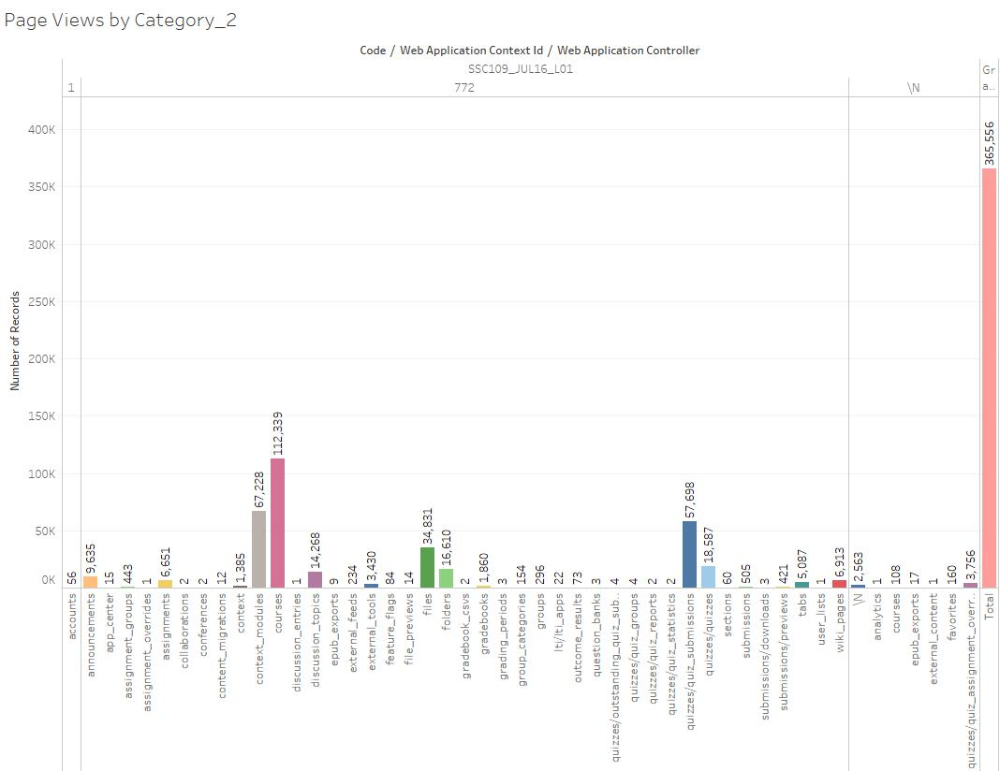 Page Views by Category_2
Code / Web Application Context Id / Web Application Controller
SSC109_JUL16_L01
Gr
a..
1
772
\N
Number of Records
400K
350K
300K
250K
200K
150K
100K
50K
0K
56
9,635
15
443
1
6,651
2
2
12
1,385
67,228
112,339
1
14,268
9
234
3,430
84
14
34,831
16,610
2
1,860
3
154
296
22
73
3
4
4
2
2
57,698
18,587
60
505
3
421
5,087
1
6,913
2,563
1
108
17
1
160
3,756
365,556
accounts
announcements
app_center
assignment_groups
assignment_overrides
assignments
collaborations
conferences
content_migrations
context
context_modules
courses
discussion_entries
discussion_topics
epub_exports
external_feeds
external_tools
feature_flags
file_previews
files
folders
gradebook_csvs
gradebooks
grading_periods
group_categories
groups
lti/lti_apps
outcome_results
question_banks
quizzes/outstanding_quiz_sub..
quizzes/quiz_groups
quizzes/quiz_reports
quizzes/quiz_statistics
quizzes/quiz_submissions
quizzes/quizzes
sections
submissions
submissions/downloads
submissions/previews
tabs
user_lists
wiki_pages
\N
analytics
courses
epub_exports
external_content
favorites
quizzes/quiz_assignment_overr..
Total